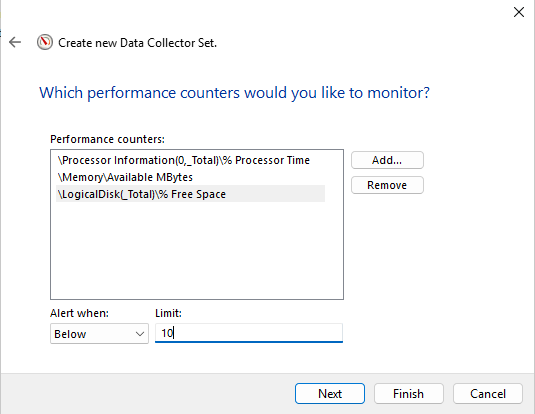 Create new Data Collector Set.
Which performance counters would you like to monitor?
Performance counters:
\Processor Information(0,_Total)\% Processor Time
\Memory\Available MBytes
\LogicalDisk(_Total)\% Free Space
Add...
Remove
Alert when:
Limit:
Below
10
Next
Finish
Cancel